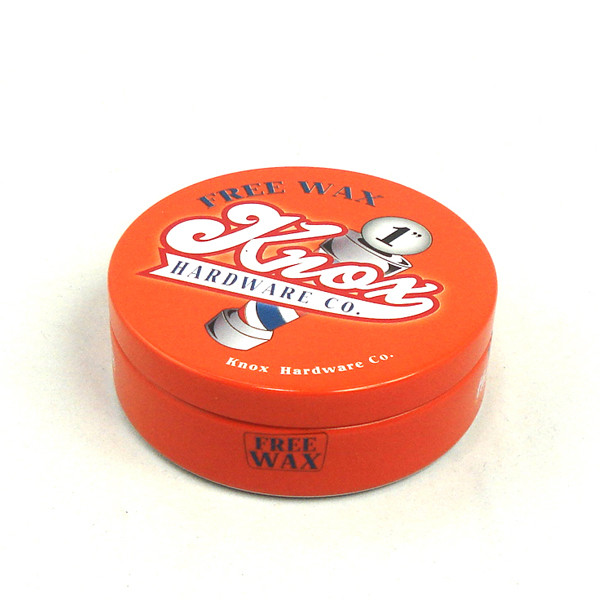 FREE WAX
1"
Knox
HARDWARE CO.
Knox Hardware Co.
FREE
WAX